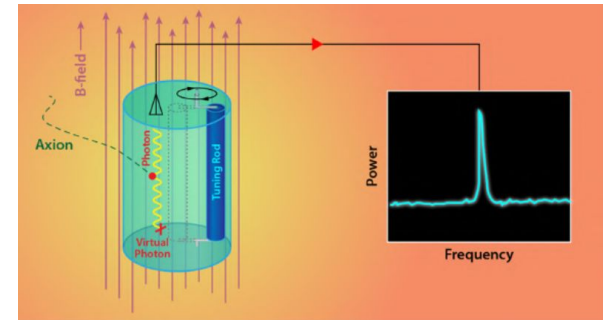 B-field
Axion
Photon
Tuning Rod
Virtual
Photon
Power
Frequency